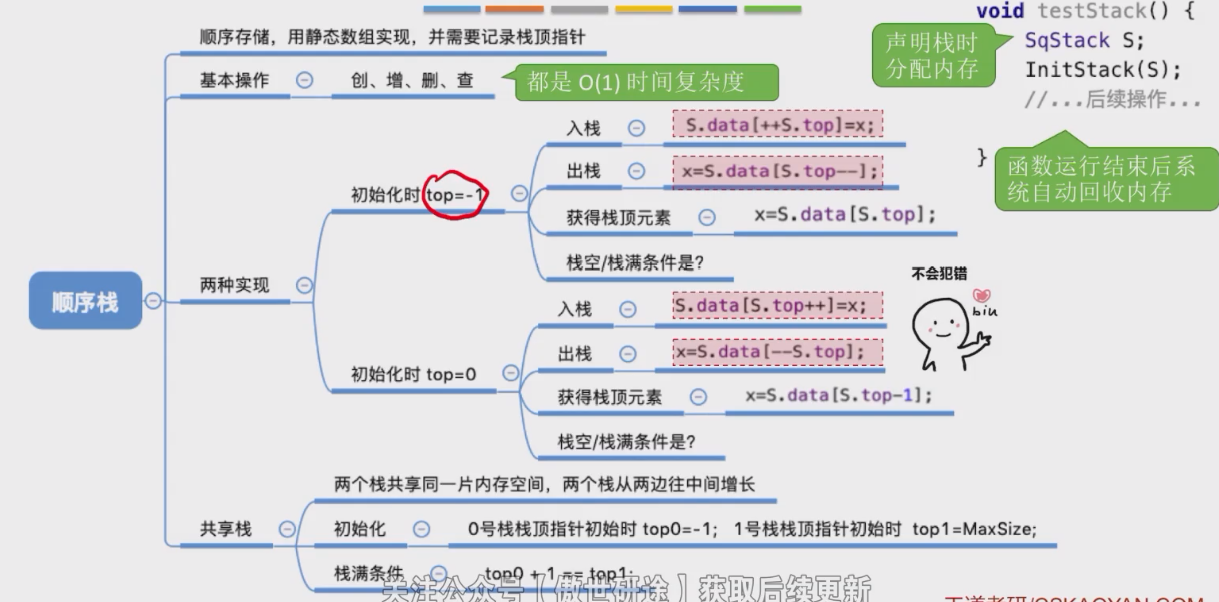 void testStack() {
声明栈时
分配内存
SqStack S;
InitStack(S);
//...后续操作...
}
函数运行结束后系
统自动回收内存
顺序存储，用静态数组实现，并需要记录栈顶指针
基本操作 创、增、删、查
都是 O(1) 时间复杂度
顺序栈
两种实现
初始化时 top=-1
入栈 S.data[++S.top]=x;
出栈 x=S.data[S.top--];
获得栈顶元素 x=S.data[S.top];
栈空/栈满条件是?
初始化时 top=0
入栈 S.data[S.top++]=x;
出栈 x=S.data[--S.top];
获得栈顶元素 x=S.data[S.top-1];
栈空/栈满条件是?
不会犯错
biu
共享栈
两个栈共享同一片内存空间，两个栈从两边往中间增长
初始化 0号栈栈顶指针初始时 top0=-1； 1号栈栈顶指针初始时 top1=MaxSize;
栈满条件 top0 + 1 == top1;
关注公众号【傲世研途】获取后续更新
王道考研/CSKAOYAN.COM